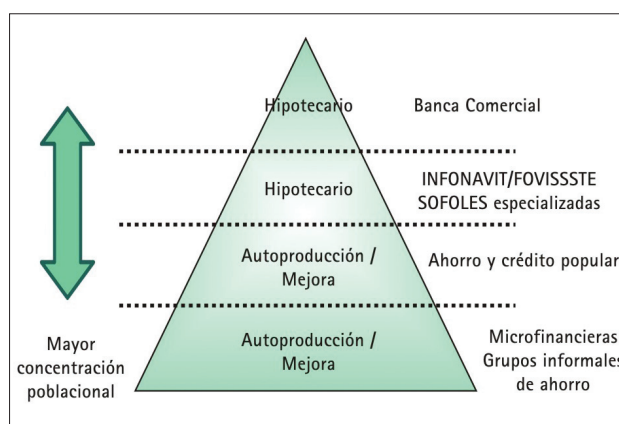 Hipotecario
Banca Comercial
Hipotecario
INFONAVIT/FOVISSSTE
SOFOLES especializadas
Autoproducción /
Mejora
Ahorro y crédito popular
Autoproducción /
Mejora
Microfinancieras
Grupos informales
de ahorro
Mayor
concentración
poblacional